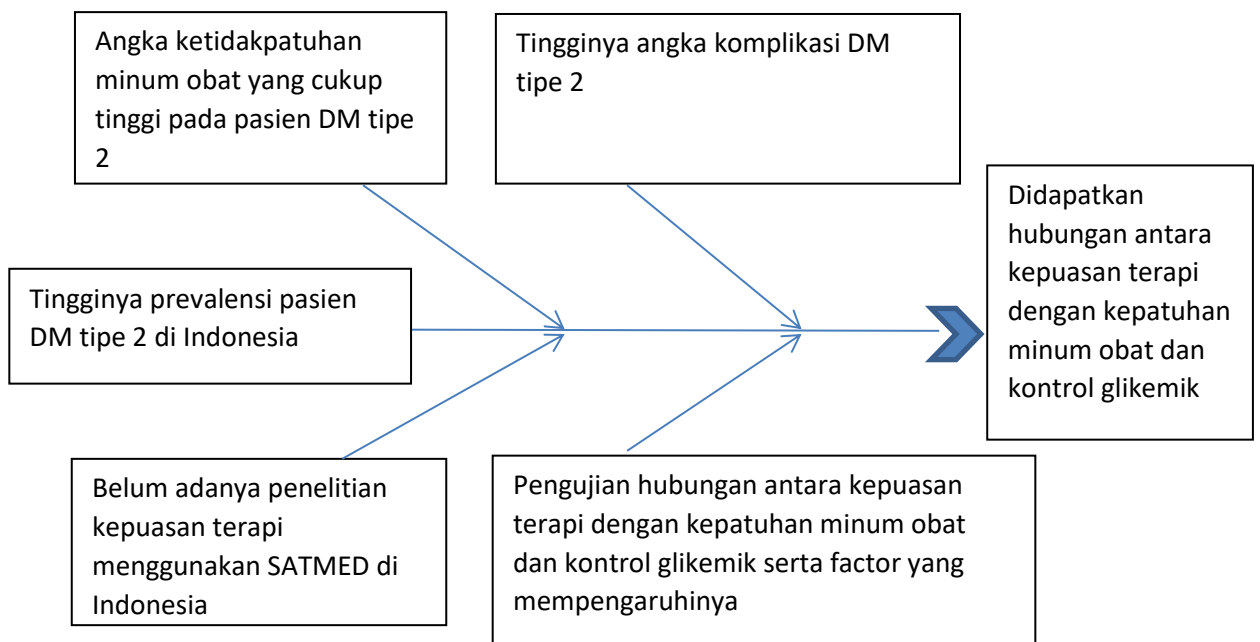 Angka ketidakpatuhan
minum obat yang cukup
tinggi pada pasien DM tipe
2
Tingginya angka komplikasi DM
tipe 2
Didapatkan
hubungan antara
kepuasan terapi
dengan kepatuhan
minum obat dan
kontrol glikemik
Tingginya prevalensi pasien
DM tipe 2 di Indonesia
Belum adanya penelitian
kepuasan terapi
menggunakan SATMED di
Indonesia
Pengujian hubungan antara kepuasan
terapi dengan kepatuhan minum obat
dan kontrol glikemik serta factor yang
mempengaruhinya